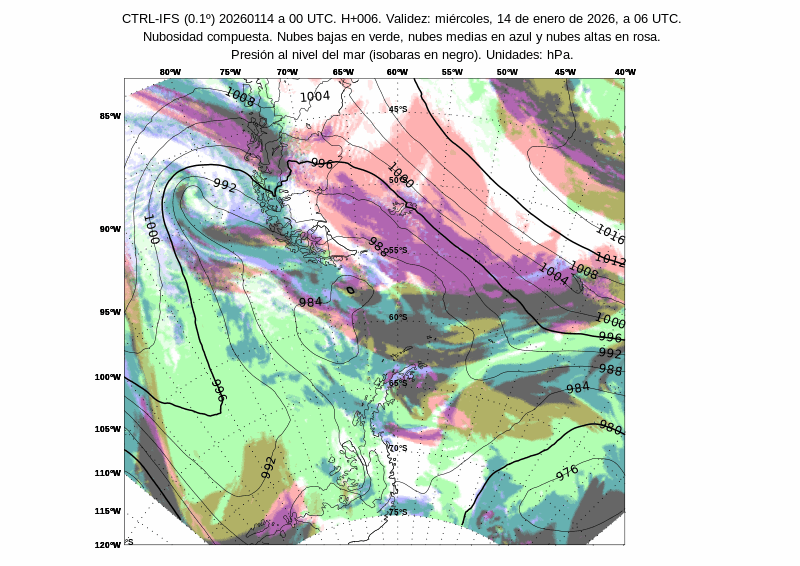 CTRL-IFS (0.1º) 20260114 a 00 UTC. H+006. Validez: miércoles, 14 de enero de 2026, a 06 UTC.
Nubosidad compuesta. Nubes bajas en verde, nubes medias en azul y nubes altas en rosa.
Presión al nivel del mar (isobaras en negro). Unidades: hPa.
80ºW 75ºW 70ºW 65ºW 60ºW 55ºW 50ºW 45ºW 40ºW
1008 1004 45ºS
85ºW
996 1000 50ºS
992
90ºW 1000 988 55ºS 1016
1012
1004 1008
984
95ºW 60ºS 1000
996
992
988
100ºW 996 65ºS 984
105ºW 980
70ºS
110ºW 992 976
115ºW 75ºS
120ºW ºS